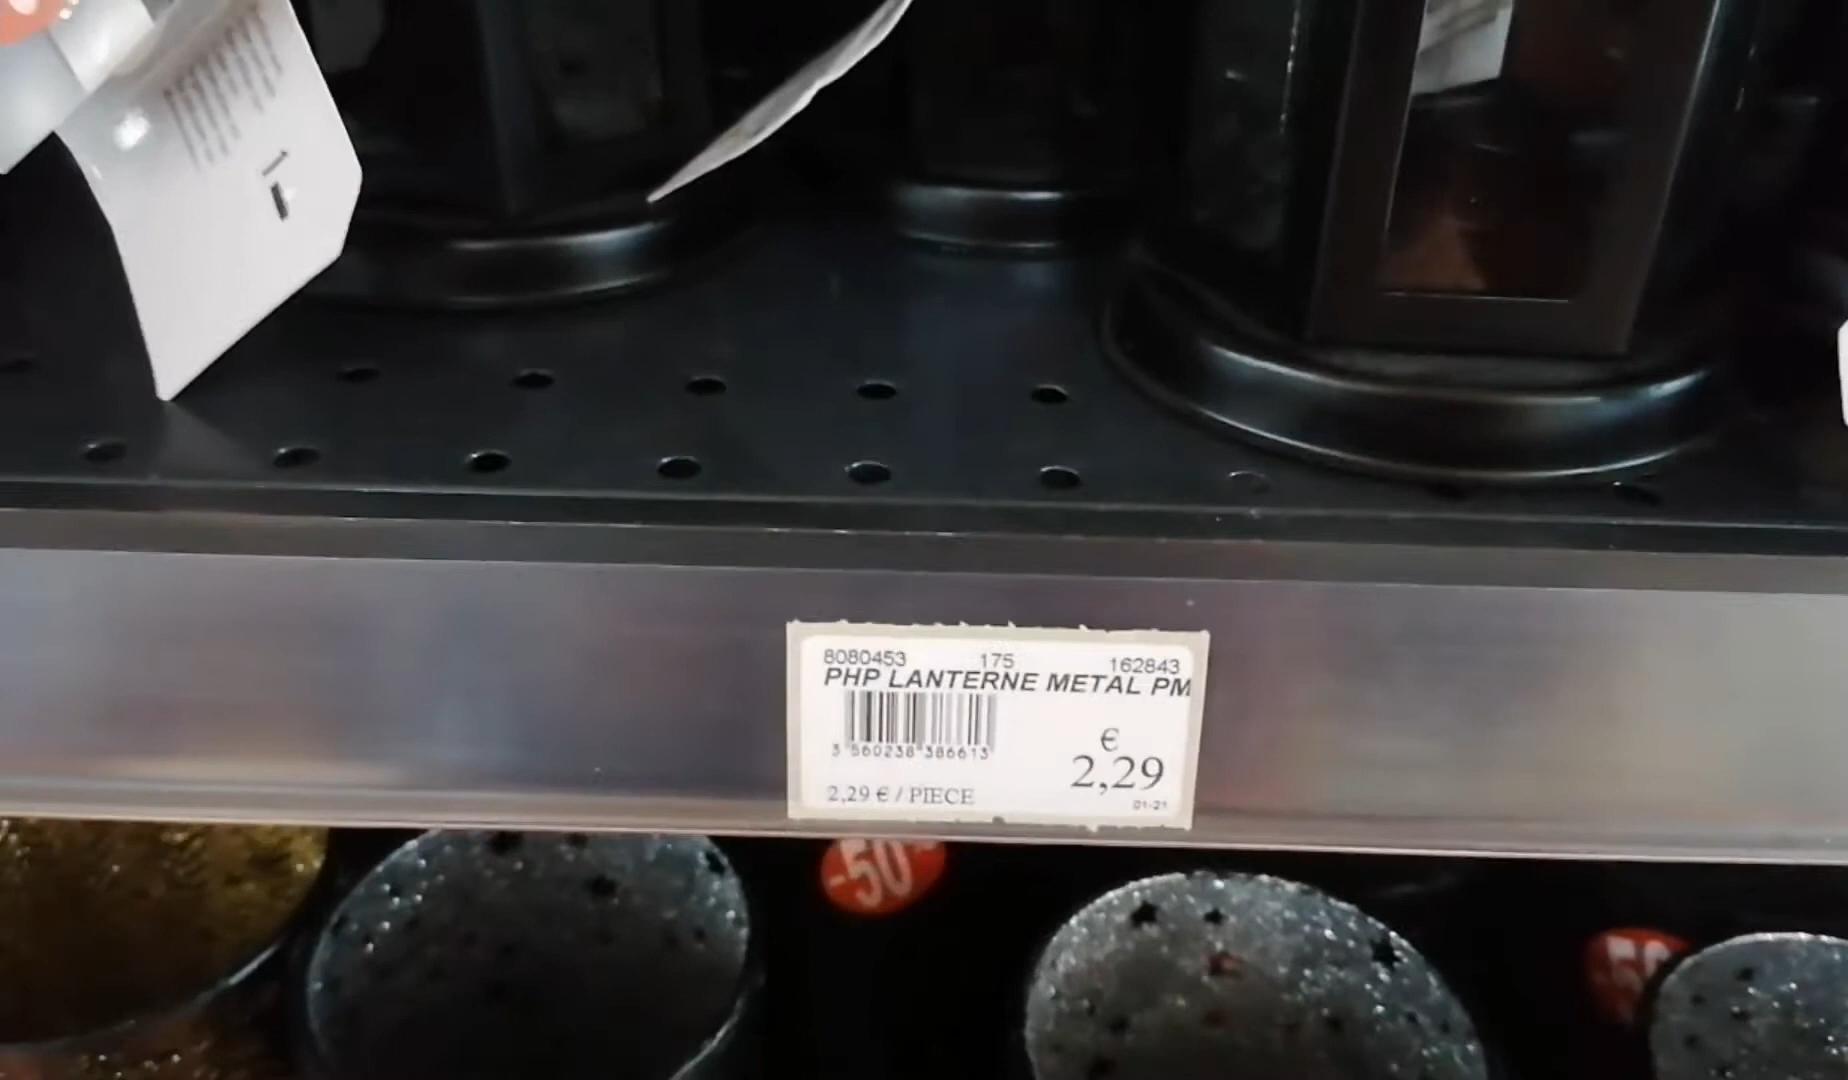 8080453 175 162843
PHP LANTERNE METAL PM
3 560238 386613
€
2,29
2,29 € / PIECE
01-21
-50%